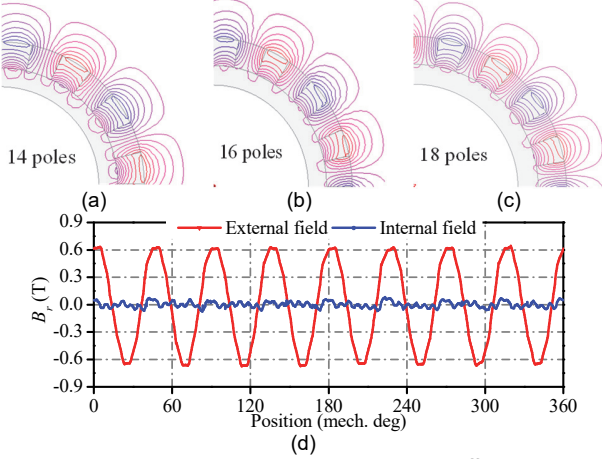 14 poles
16 poles
18 poles
(a)
(b)
(c)
External field
Internal field
0.9
0.6
0.3
0.0
-0.3
-0.6
-0.9
B_r (T)
0 60 120 180 240 300 360
Position (mech. deg)
(d)